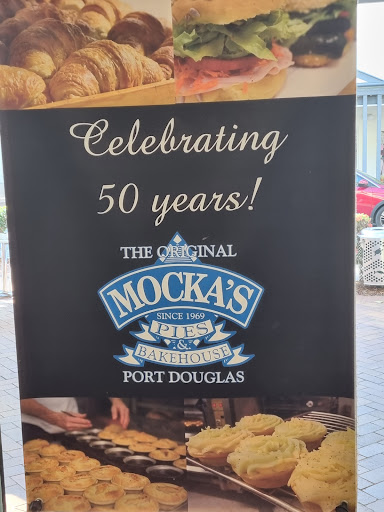 Celebrating
50 years!
THE ORIGINAL
MOCKA'S
SINCE 1969
PIES
&
BAKEHOUSE
PORT DOUGLAS